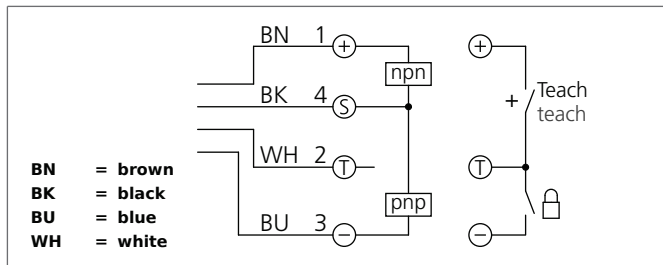 BN 1 +
npn
BK 4 S
WH 2 T
pnp
BU 3 −
+
+ Teach
teach
T
−
BN = brown
BK = black
BU = blue
WH = white